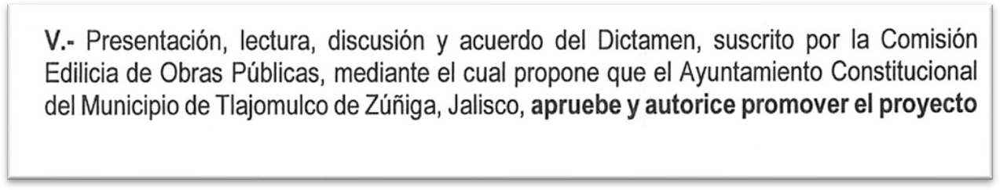 V.- Presentación, lectura, discusión y acuerdo del Dictamen, suscrito por la Comisión
Edilicia de Obras Públicas, mediante el cual propone que el Ayuntamiento Constitucional
del Municipio de Tlajomulco de Zúñiga, Jalisco, apruebe y autorice promover el proyecto